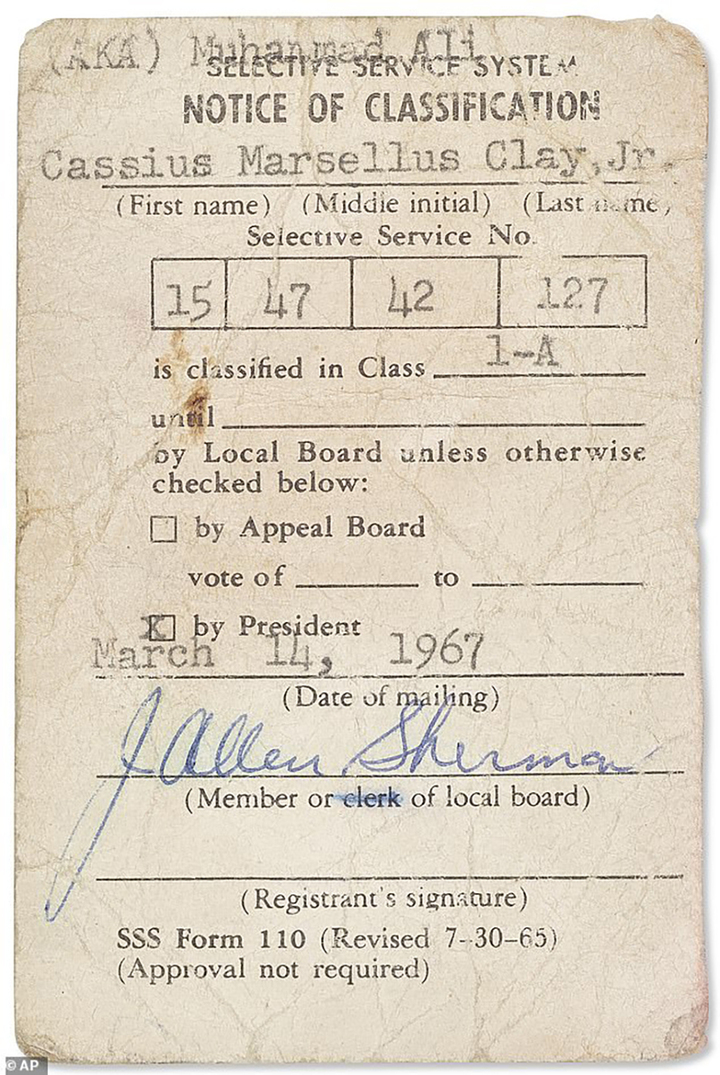 (AKA) Muhammad Ali
SELECTIVE SERVICE SYSTEM
NOTICE OF CLASSIFICATION
Cassius Marsellus Clay,Jr.
(First name) (Middle initial) (Last name)
Selective Service No.
15 47 42 127
is classified in Class 1-A
until
by Local Board unless otherwise
checked below:
☐ by Appeal Board
vote of ______ to ______
☒ by President
March 14, 1967
(Date of mailing)
J Allen Sherman
(Member or clerk of local board)
(Registrant's signature)
SSS Form 110 (Revised 7-30-65)
(Approval not required)
© AP